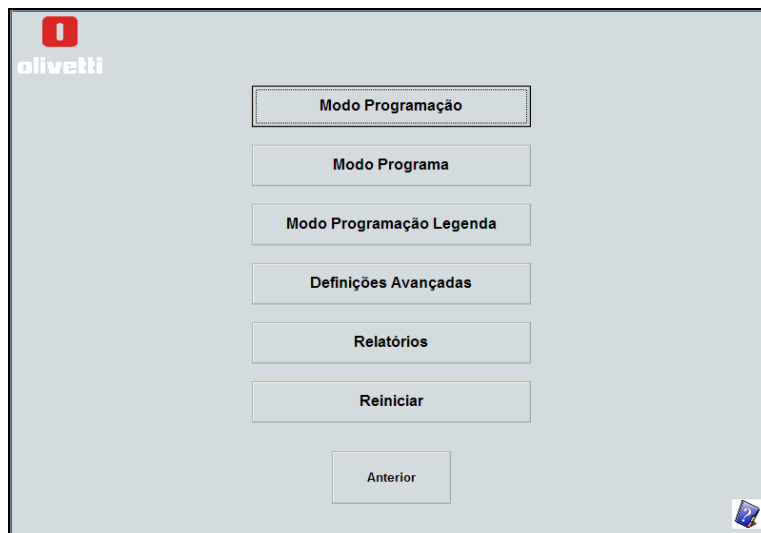 olivetti
Modo Programação
Modo Programa
Modo Programação Legenda
Definições Avançadas
Relatórios
Reiniciar
Anterior
?